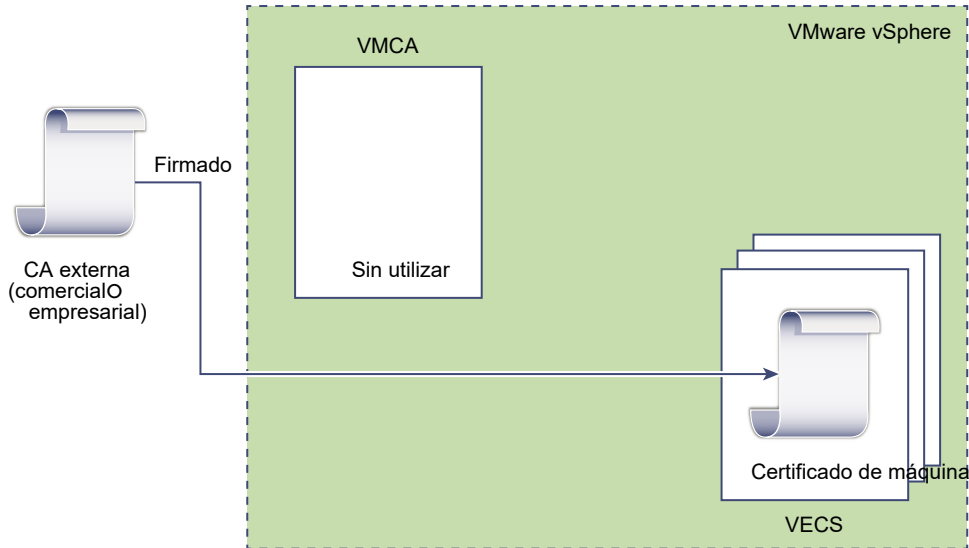 VMware vSphere
VMCA
Firmado
Sin utilizar
CA externa
(comercialO
empresarial)
Certificado de máquina
VECS